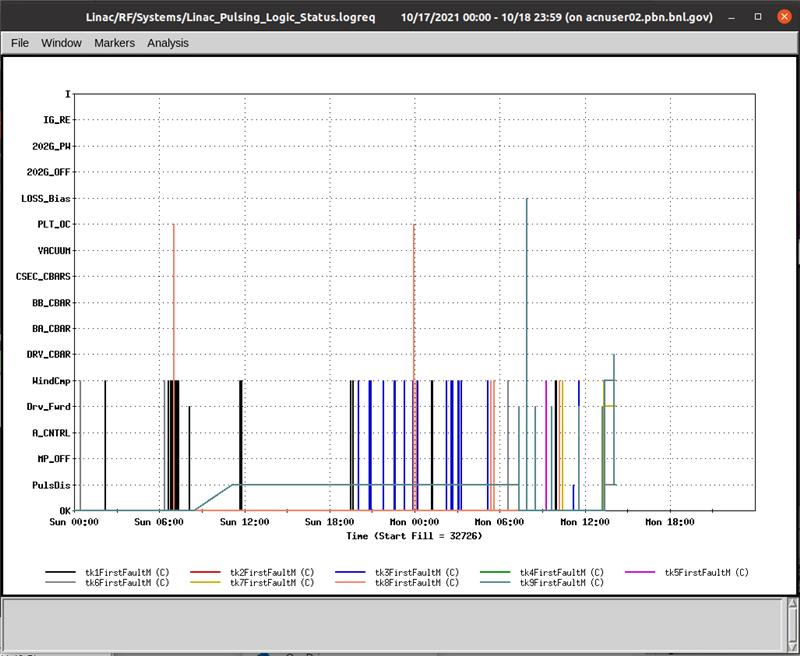 Linac/RF/Systems/Linac_Pulsing_Logic_Status.logreq 10/17/2021 00:00 - 10/18 23:59 (on acnuser02.pbn.bnl.gov)
File Window Markers Analysis
I
IG_RE
202G_PW
202G_OFF
LOSS_Bias
PLT_OC
VACUUM
CSEC_CBARS
BB_CBAR
BA_CBAR
DRV_CBAR
WindCmp
Drv_Fwrd
A_CNTRL
MP_OFF
PulsDis
OK
Sun 00:00 Sun 06:00 Sun 12:00 Sun 18:00 Mon 00:00 Mon 06:00 Mon 12:00 Mon 18:00
Time (Start Fill = 32726)
tk1FirstFaultM (C) tk2FirstFaultM (C) tk3FirstFaultM (C) tk4FirstFaultM (C) tk5FirstFaultM (C)
tk6FirstFaultM (C) tk7FirstFaultM (C) tk8FirstFaultM (C) tk9FirstFaultM (C)